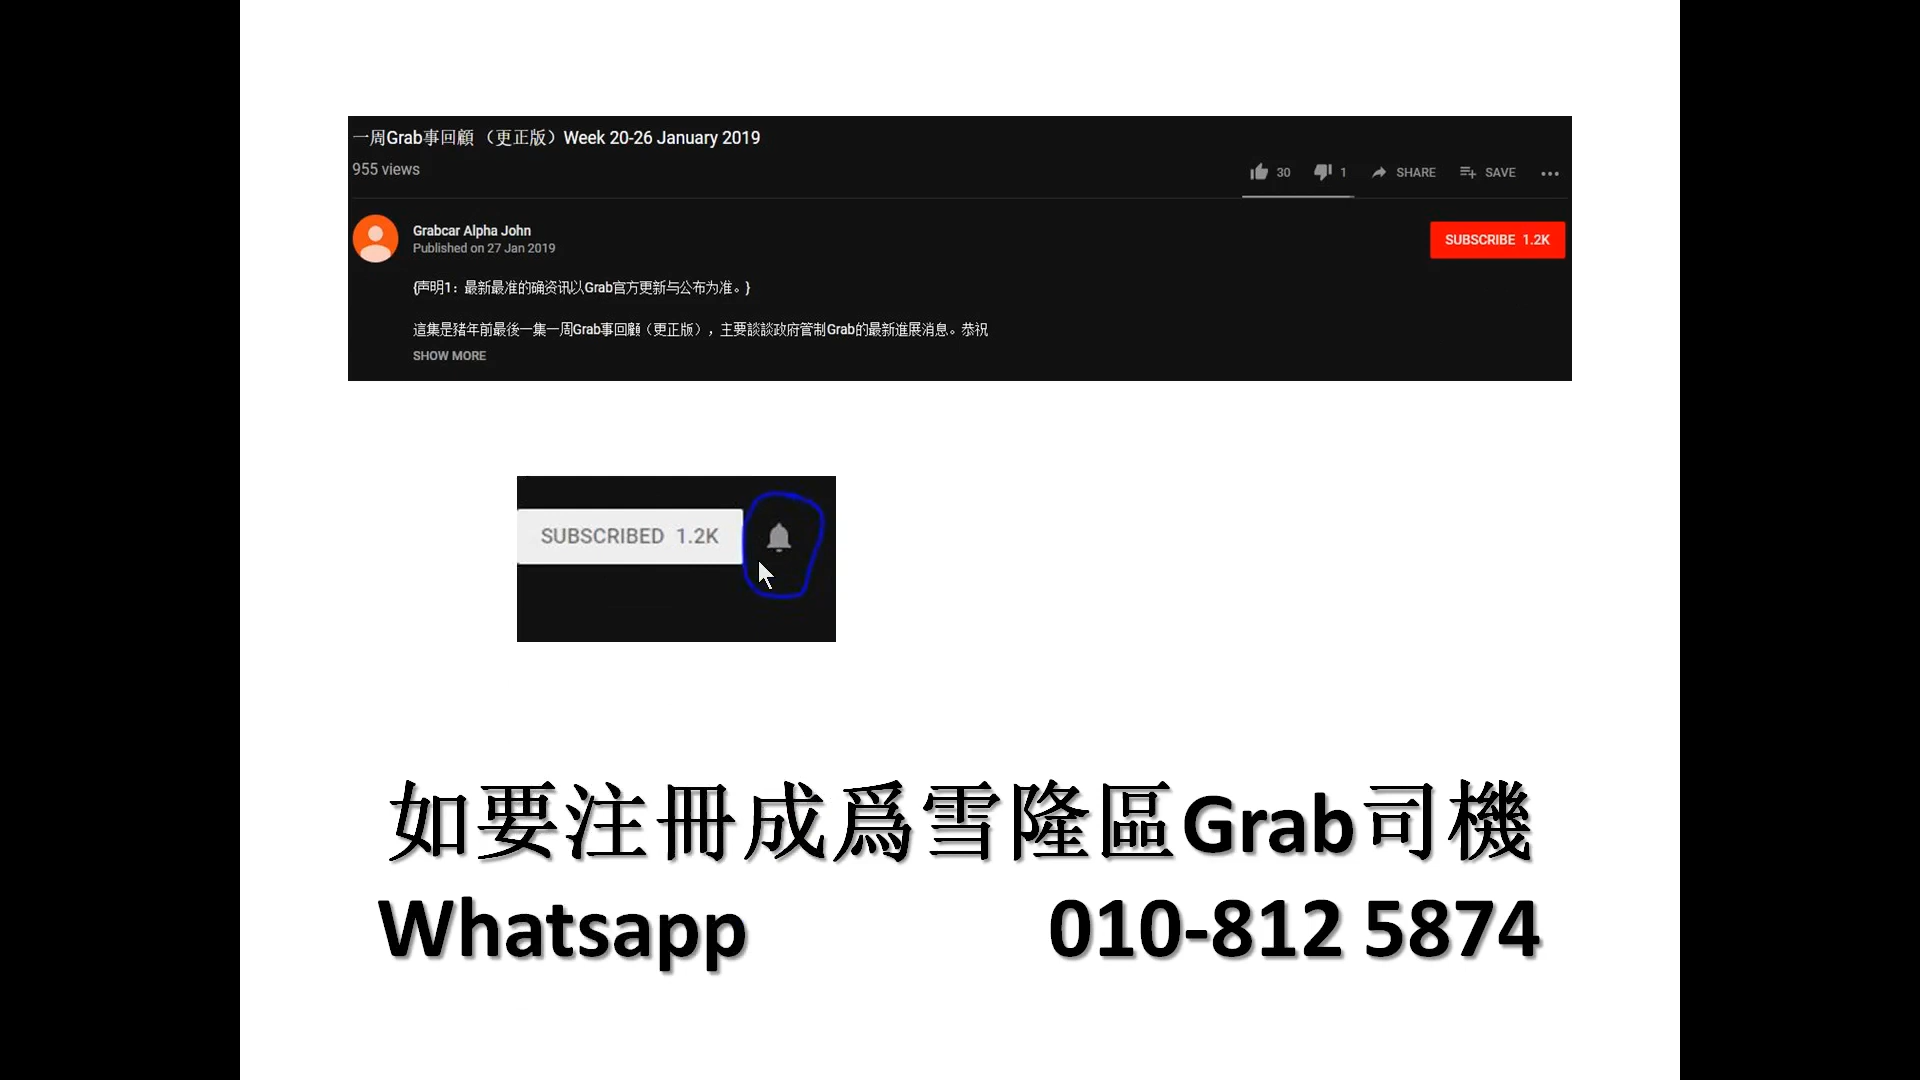 一周Grab事回顧 （更正版）Week 20-26 January 2019
955 views
30 1 SHARE SAVE
Grabcar Alpha John
Published on 27 Jan 2019
SUBSCRIBE 1.2K
{声明1：最新最准的确资讯以Grab官方更新与公布为准。}
這集是豬年前最後一集一周Grab事回顧（更正版），主要談談政府管制Grab的最新進展消息。恭祝
SHOW MORE
SUBSCRIBED 1.2K
如要注冊成爲雪隆區Grab司機
Whatsapp 010-812 5874